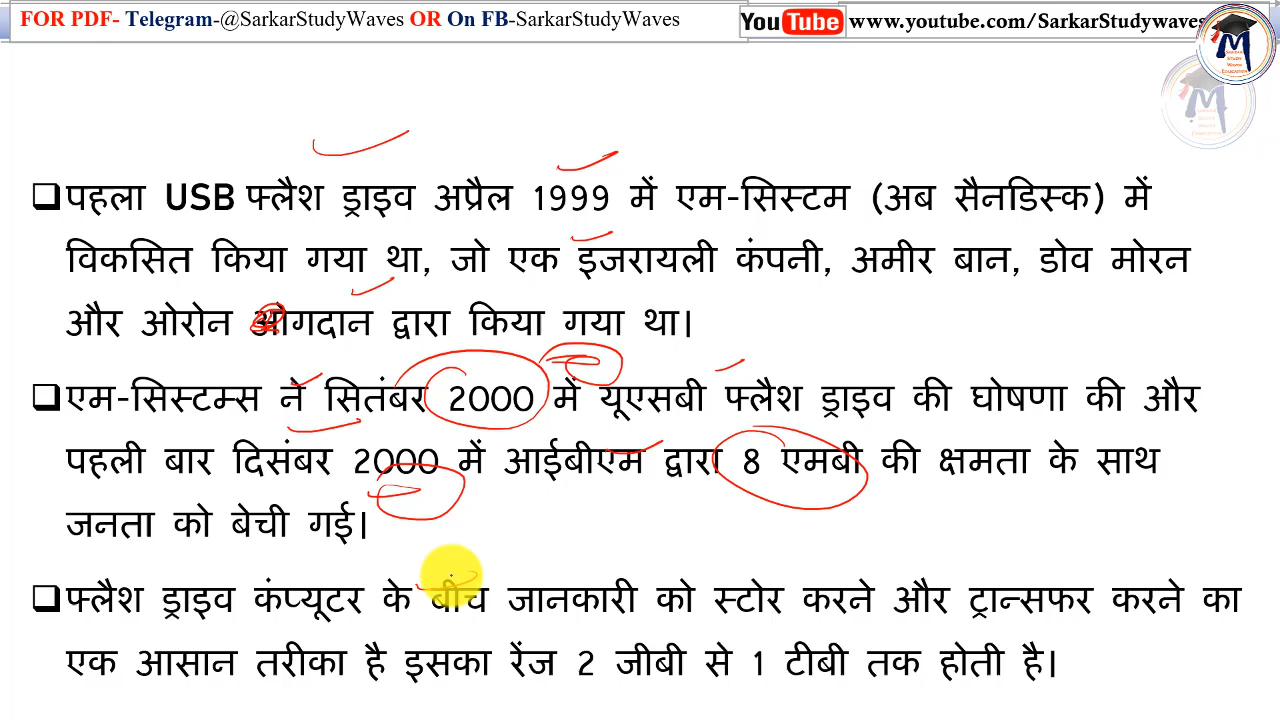 FOR PDF- Telegram-@SarkarStudyWaves OR On FB-SarkarStudyWaves
YouTube www.youtube.com/SarkarStudywaves
पहला USB फ्लैश ड्राइव अप्रैल 1999 में एम-सिस्टम (अब सैनडिस्क) में
विकसित किया गया था, जो एक इजरायली कंपनी, अमीर बान, डोव मोरन
और ओरोन ओगदान द्वारा किया गया था।
एम-सिस्टम्स ने सितंबर 2000 में यूएसबी फ्लैश ड्राइव की घोषणा की और
पहली बार दिसंबर 2000 में आईबीएम द्वारा 8 एमबी की क्षमता के साथ
जनता को बेची गई।
फ्लैश ड्राइव कंप्यूटर के बीच जानकारी को स्टोर करने और ट्रान्सफर करने का
एक आसान तरीका है इसका रेंज 2 जीबी से 1 टीबी तक होती है।